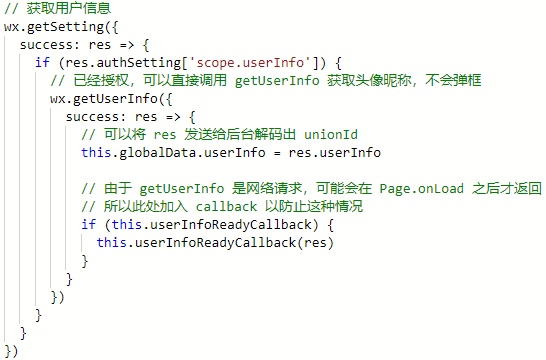 // 获取用户信息
wx.getSetting({
  success: res => {
    if (res.authSetting['scope.userInfo']) {
      // 已经授权，可以直接调用 getUserInfo 获取头像昵称，不会弹框
      wx.getUserInfo({
        success: res => {
          // 可以将 res 发送给后台解码出 unionId
          this.globalData.userInfo = res.userInfo

          // 由于 getUserInfo 是网络请求，可能会在 Page.onLoad 之后才返回
          // 所以此处加入 callback 以防止这种情况
          if (this.userInfoReadyCallback) {
            this.userInfoReadyCallback(res)
          }
        }
      })
    }
  }
})